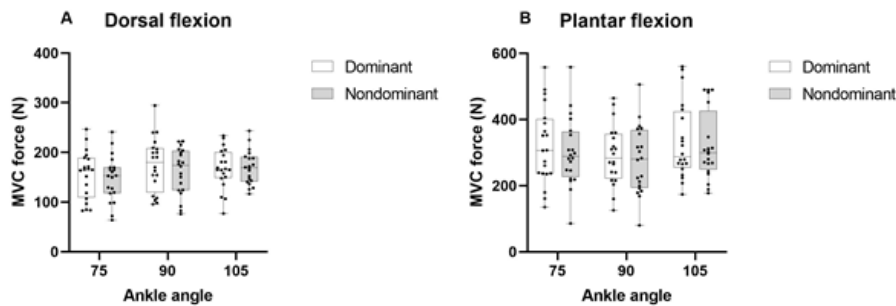 A Dorsal flexion
400
300
200
100
0
MVC force (N)
75 90 105
Ankle angle
Dominant
Nondominant
B Plantar flexion
600
400
200
0
MVC force (N)
75 90 105
Ankle angle
Dominant
Nondominant